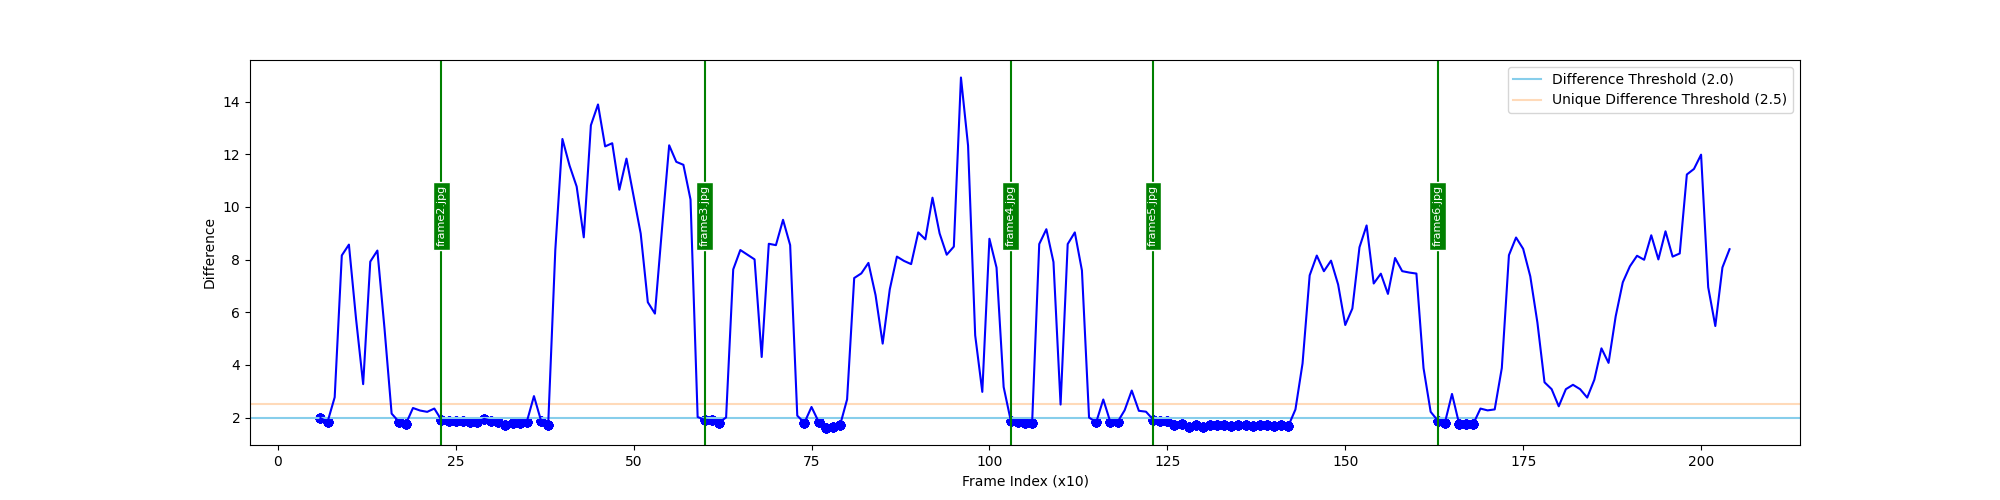 Difference Threshold (2.0)
Unique Difference Threshold (2.5)
14
12
10
8
6
4
2
Difference
frame2.jpg
frame3.jpg
frame4.jpg
frame5.jpg
frame6.jpg
0 25 50 75 100 125 150 175 200
Frame Index (x10)